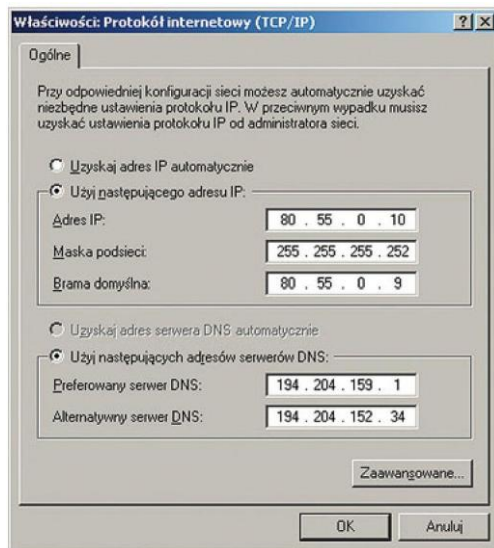 Właściwości: Protokół internetowy (TCP/IP)
Ogólne
Przy odpowiedniej konfiguracji sieci możesz automatycznie uzyskać
niezbędne ustawienia protokołu IP. W przeciwnym wypadku musisz
uzyskać ustawienia protokołu IP od administratora sieci.
Uzyskaj adres IP automatycznie
Użyj następującego adresu IP:
Adres IP: 80 . 55 . 0 . 10
Maska podsieci: 255 . 255 . 255 . 252
Brama domyślna: 80 . 55 . 0 . 9
Uzyskaj adres serwera DNS automatycznie
Użyj następujących adresów serwerów DNS:
Preferowany serwer DNS: 194 . 204 . 159 . 1
Alternatywny serwer DNS: 194 . 204 . 152 . 34
Zaawansowane...
OK Anuluj